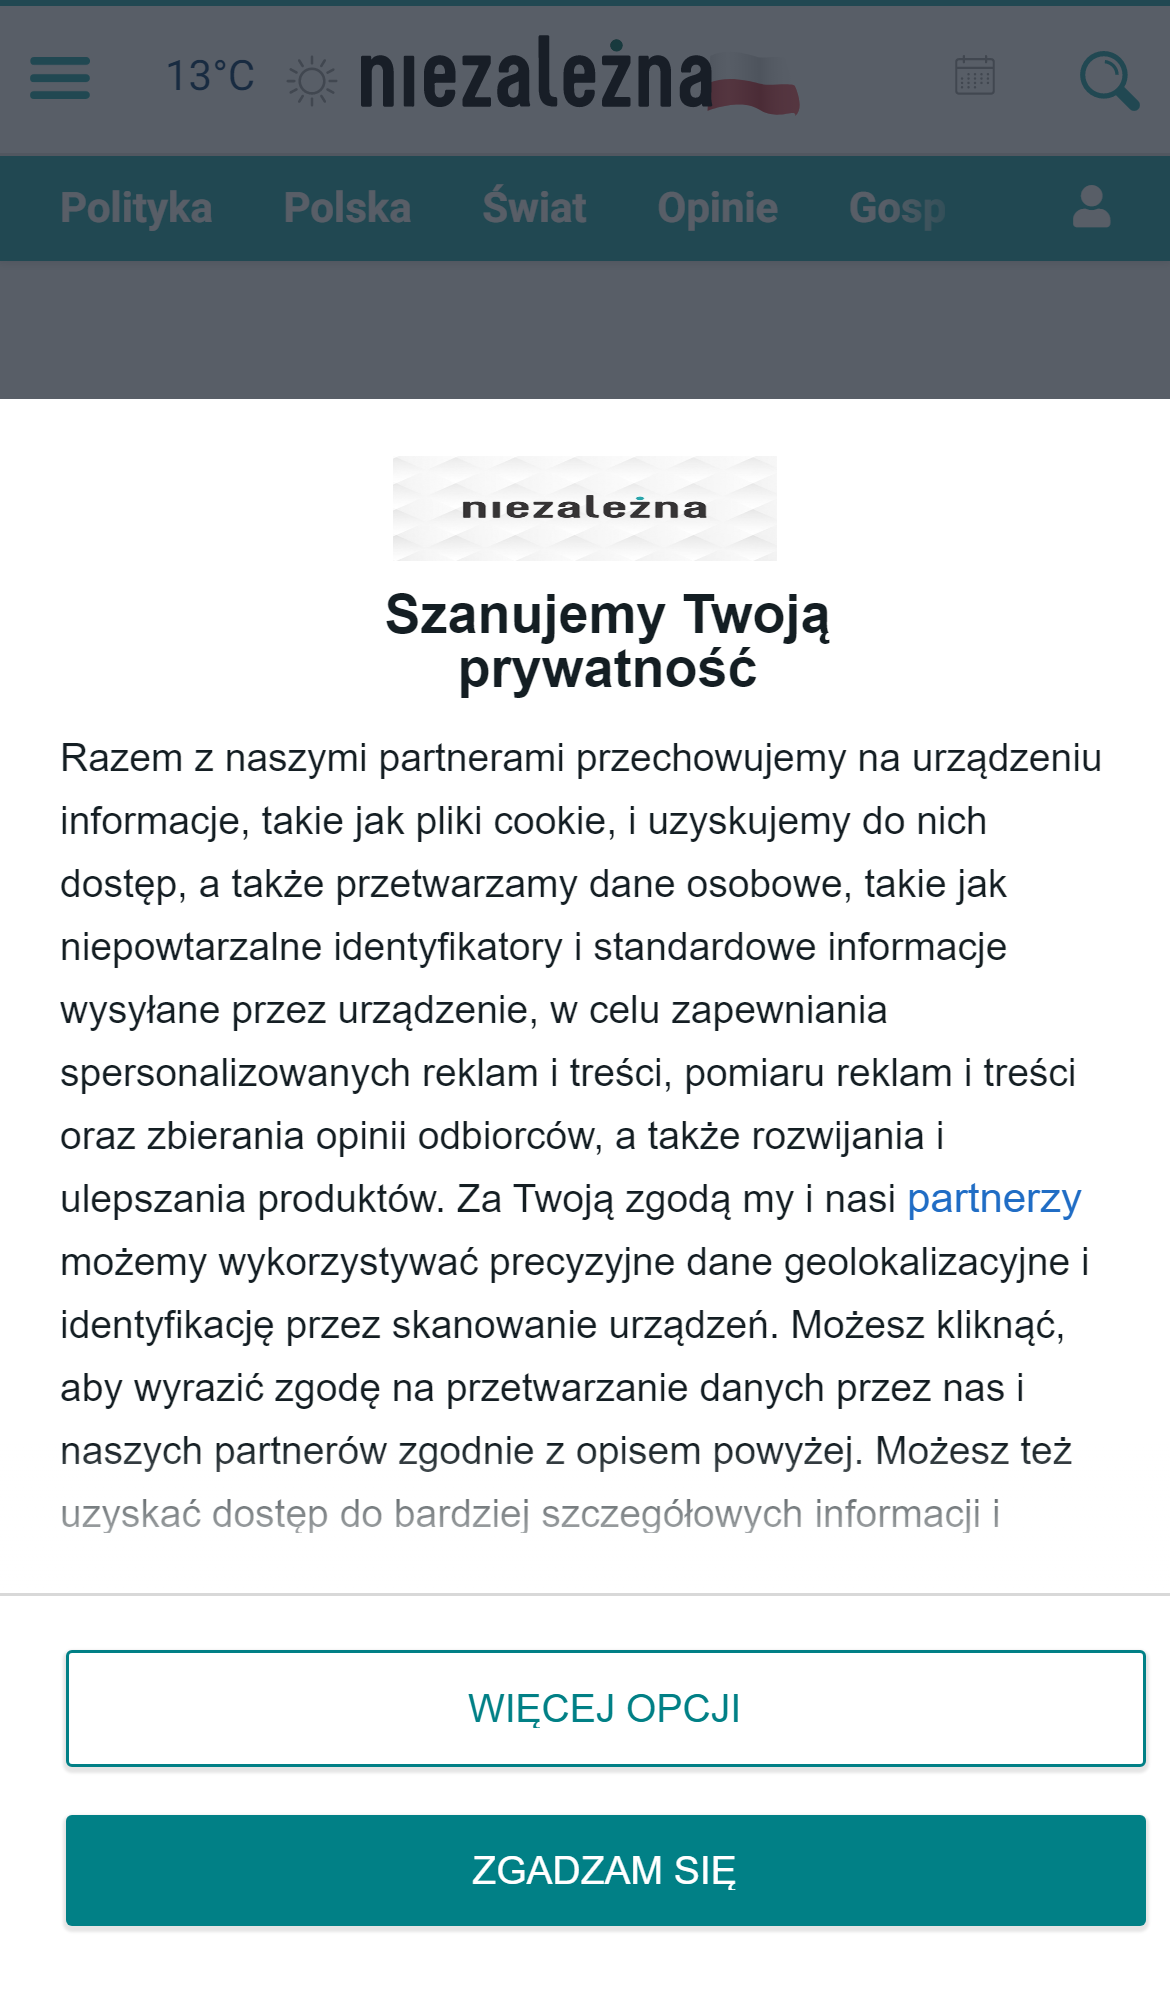 13°C niezależna
Polityka Polska Świat Opinie Gosp
niezależna
Szanujemy Twoją
prywatność
Razem z naszymi partnerami przechowujemy na urządzeniu
informacje, takie jak pliki cookie, i uzyskujemy do nich
dostęp, a także przetwarzamy dane osobowe, takie jak
niepowtarzalne identyfikatory i standardowe informacje
wysyłane przez urządzenie, w celu zapewniania
spersonalizowanych reklam i treści, pomiaru reklam i treści
oraz zbierania opinii odbiorców, a także rozwijania i
ulepszania produktów. Za Twoją zgodą my i nasi partnerzy
możemy wykorzystywać precyzyjne dane geolokalizacyjne i
identyfikację przez skanowanie urządzeń. Możesz kliknąć,
aby wyrazić zgodę na przetwarzanie danych przez nas i
naszych partnerów zgodnie z opisem powyżej. Możesz też
uzyskać dostęp do bardziej szczegółowych informacji i
WIĘCEJ OPCJI
ZGADZAM SIĘ